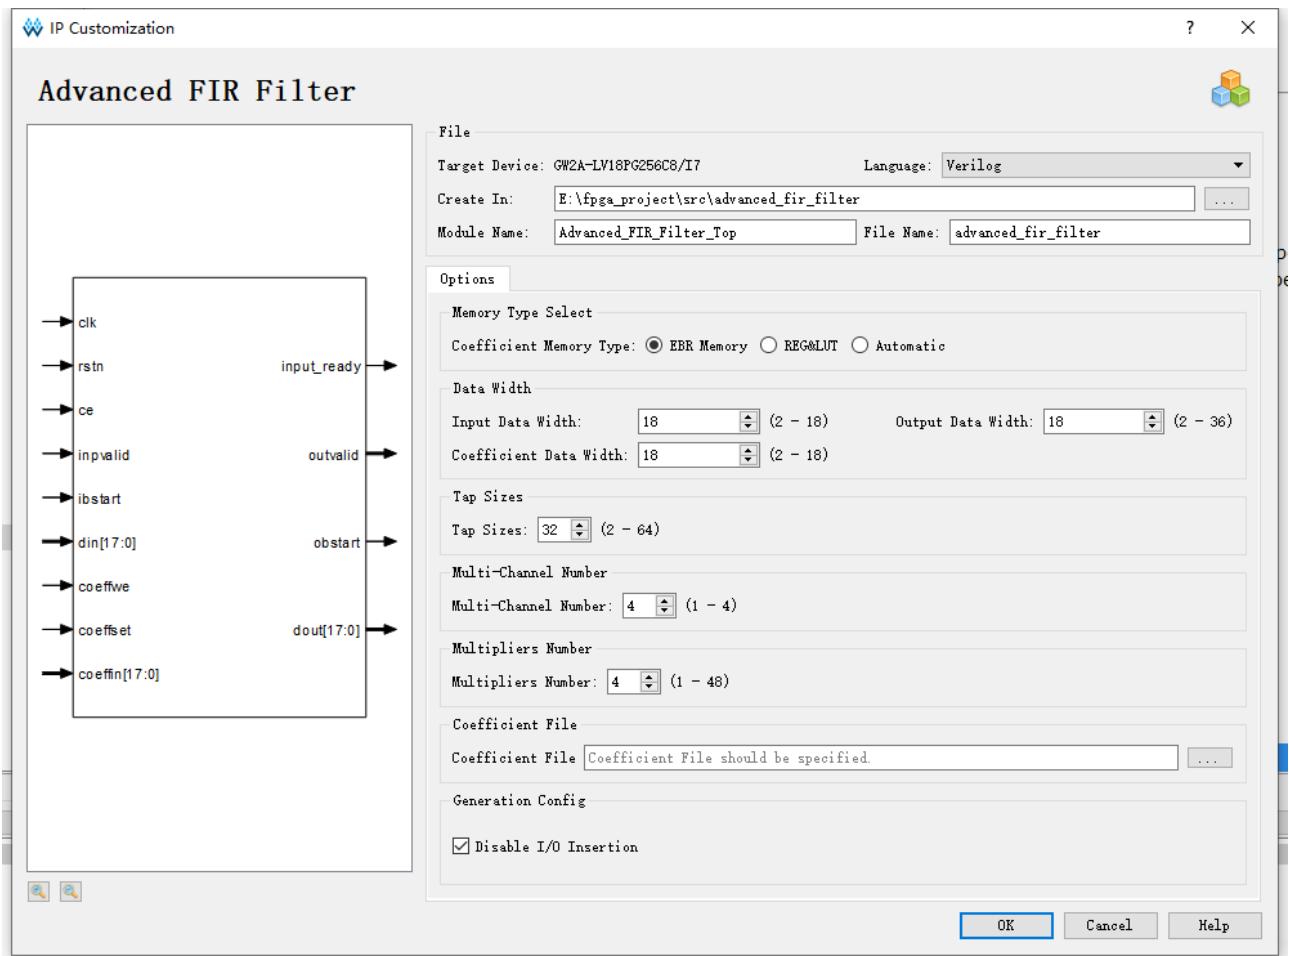 IP Customization ? ×
Advanced FIR Filter
clk
rstn input_ready
ce
inpvalid outvalid
ibstart
din[17:0] obstart
coeffwe
coeffset dout[17:0]
coeffin[17:0]
File
Target Device: GW2A-LV18PG256C8/I7 Language: Verilog
Create In: E:\fpga_project\src\advanced_fir_filter ...
Module Name: Advanced_FIR_Filter_Top File Name: advanced_fir_filter
Options
Memory Type Select
Coefficient Memory Type: EBR Memory REG&LUT Automatic
Data Width
Input Data Width: 18 (2 - 18) Output Data Width: 18 (2 - 36)
Coefficient Data Width: 18 (2 - 18)
Tap Sizes
Tap Sizes: 32 (2 - 64)
Multi-Channel Number
Multi-Channel Number: 4 (1 - 4)
Multipliers Number
Multipliers Number: 4 (1 - 48)
Coefficient File
Coefficient File Coefficient File should be specified. ...
Generation Config
Disable I/O Insertion
OK Cancel Help